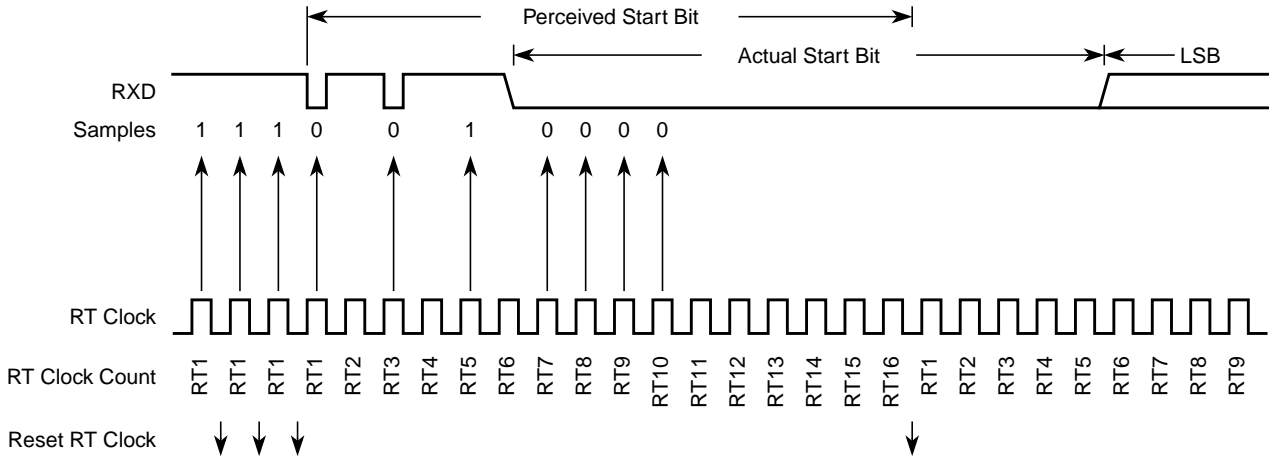 Perceived Start Bit
Actual Start Bit LSB
RXD
Samples 1 1 1 0 0 1 0 0 0 0
RT Clock
RT Clock Count RT1 RT1 RT1 RT1 RT2 RT3 RT4 RT5 RT6 RT7 RT8 RT9 RT10 RT11 RT12 RT13 RT14 RT15 RT16 RT1 RT2 RT3 RT4 RT5 RT6 RT7 RT8 RT9
Reset RT Clock